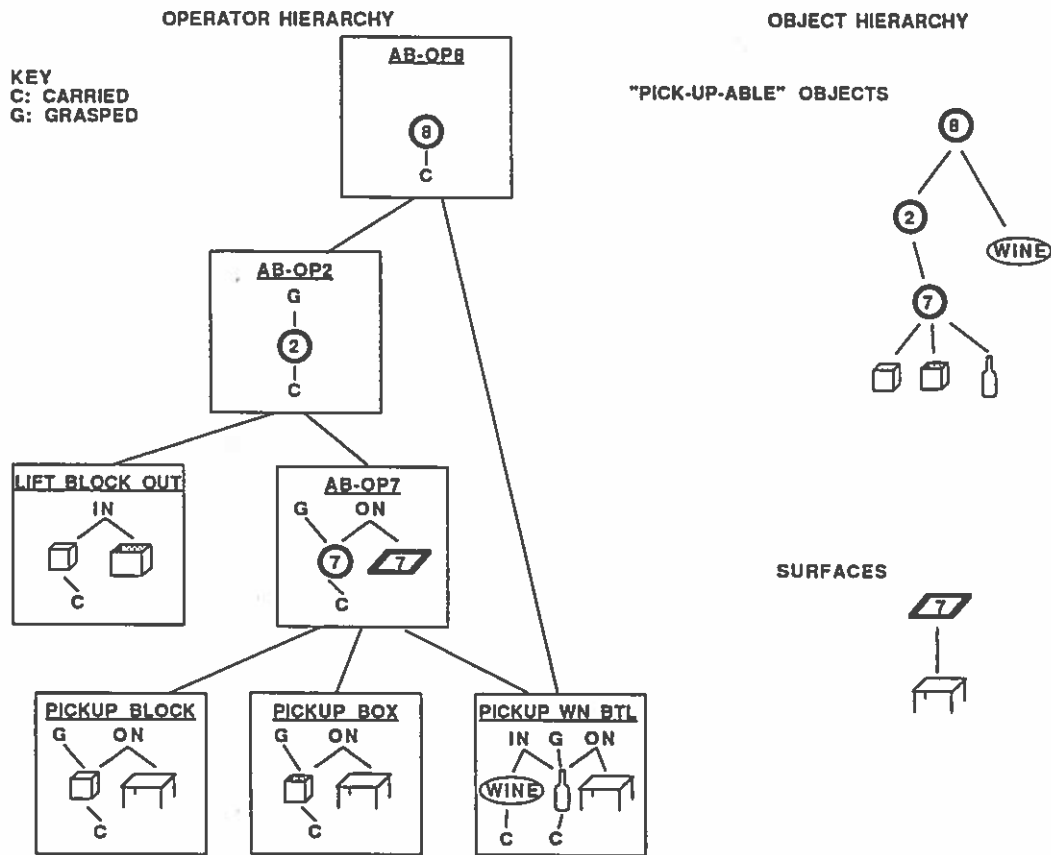 OPERATOR HIERARCHY
OBJECT HIERARCHY
KEY
C: CARRIED
G: GRASPED
AB-OP8
8
C
"PICK-UP-ABLE" OBJECTS
8
2
WINE
7
AB-OP2
G
2
C
LIFT BLOCK OUT
IN
C
AB-OP7
G ON
7 7
C
SURFACES
7
PICKUP BLOCK
G ON
C
PICKUP BOX
G ON
C
PICKUP WN BTL
IN G ON
WINE
C C